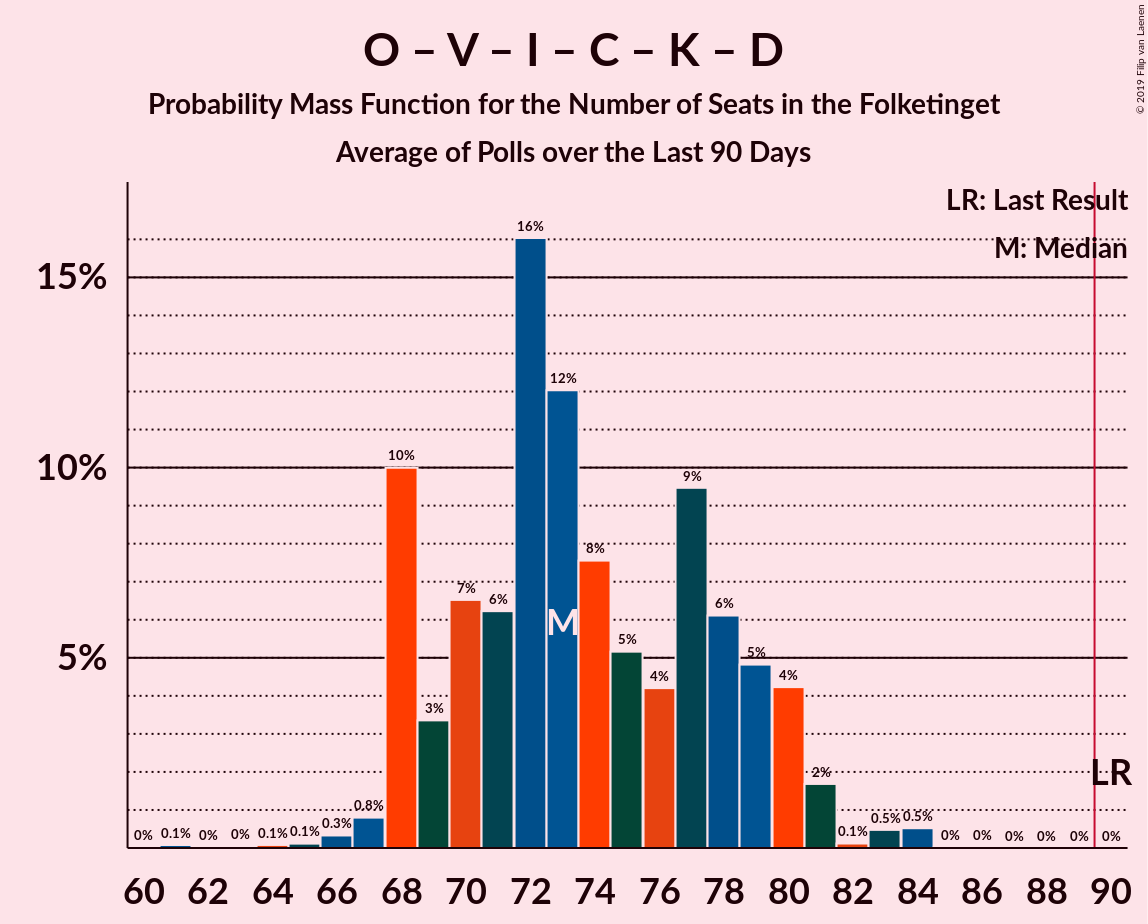 O – V – I – C – K – D
Probability Mass Function for the Number of Seats in the Folketinget
Average of Polls over the Last 90 Days
© 2019 Filip van Laenen
LR: Last Result
M: Median
15%
10%
5%
0% 0.1% 0% 0% 0.1% 0.1% 0.3% 0.8% 10% 3% 7% 6% 16% 12% 8% 5% 4% 9% 6% 5% 4% 2% 0.1% 0.5% 0.5% 0% 0% 0% 0% 0% 0%
M
LR
60 62 64 66 68 70 72 74 76 78 80 82 84 86 88 90